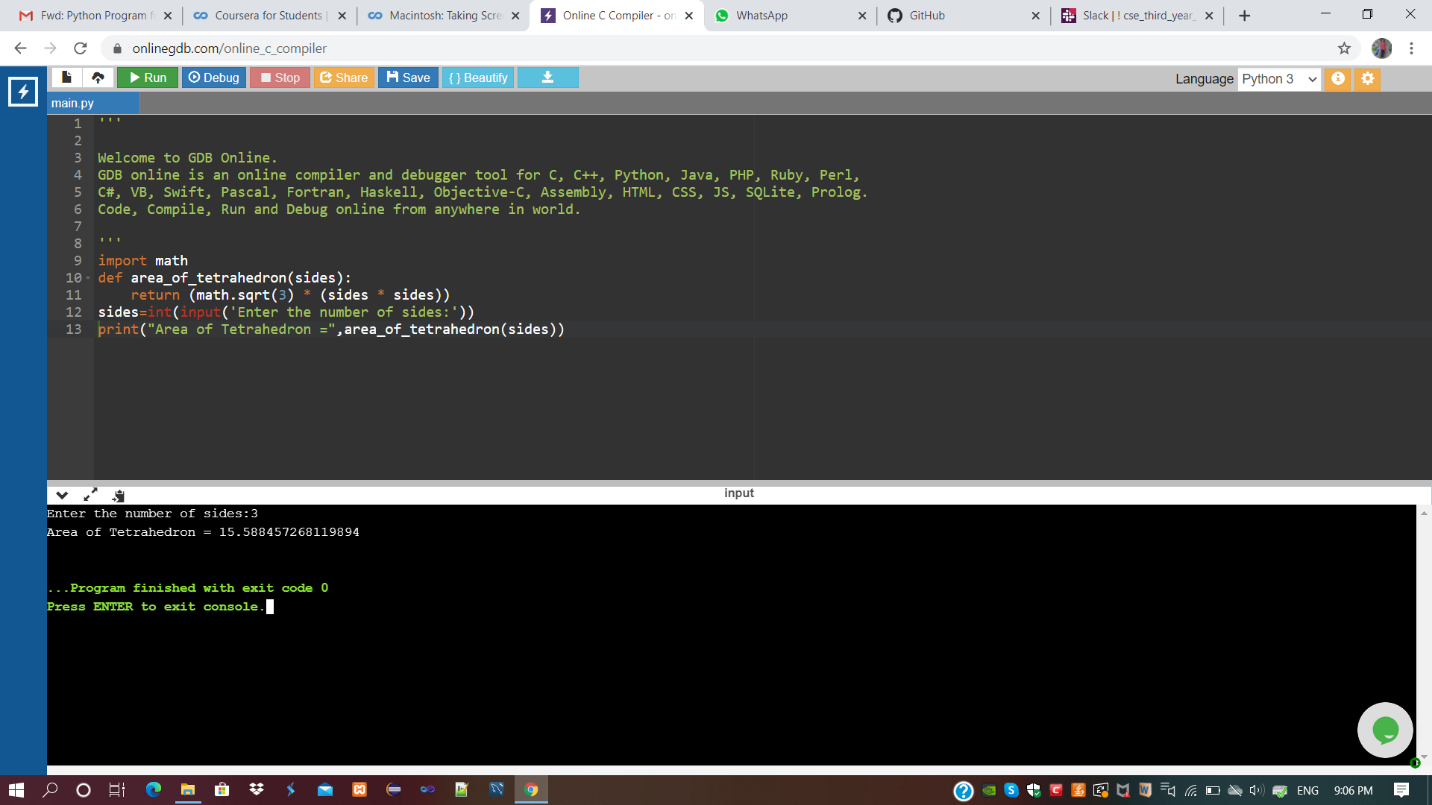 Fwd: Python Program f
Coursera for Students |
Macintosh: Taking Scre
Online C Compiler - on
WhatsApp
GitHub
Slack | ! cse_third_year_
onlinegdb.com/online_c_compiler
Run
Debug
Stop
Share
Save
{ } Beautify
Language Python 3
main.py
1 '''
2
3 Welcome to GDB Online.
4 GDB online is an online compiler and debugger tool for C, C++, Python, Java, PHP, Ruby, Perl,
5 C#, VB, Swift, Pascal, Fortran, Haskell, Objective-C, Assembly, HTML, CSS, JS, SQLite, Prolog.
6 Code, Compile, Run and Debug online from anywhere in world.
7
8 '''
9 import math
10 def area_of_tetrahedron(sides):
11     return (math.sqrt(3) * (sides * sides))
12 sides=int(input('Enter the number of sides:'))
13 print("Area of Tetrahedron =",area_of_tetrahedron(sides))
input
Enter the number of sides:3
Area of Tetrahedron = 15.588457268119894
...Program finished with exit code 0
Press ENTER to exit console.
ENG
9:06 PM